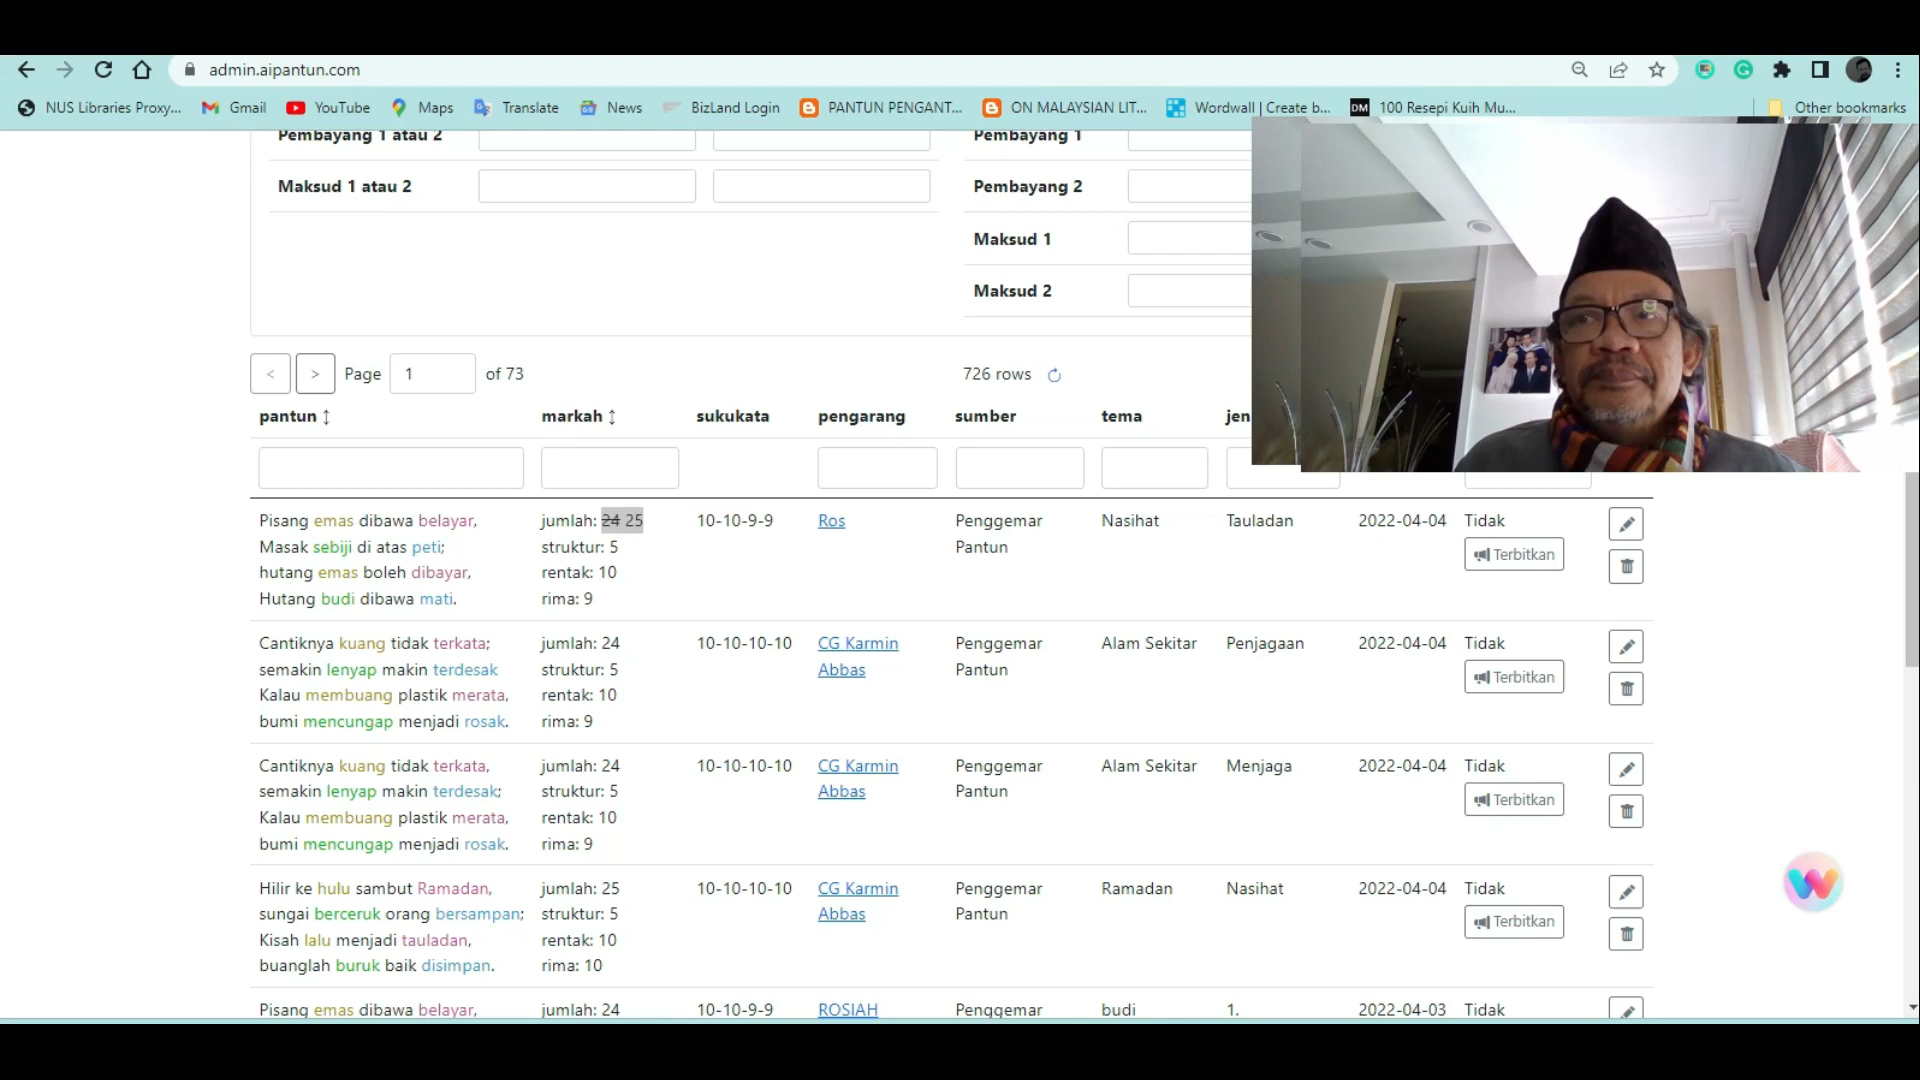 admin.aipantun.com
NUS Libraries Proxy... Gmail YouTube Maps Translate News BizLand Login PANTUN PENGANT... ON MALAYSIAN LIT... Wordwall | Create b... DM 100 Resepi Kuih Mu... Other bookmarks
Pembayang 1 atau 2 Pembayang 1
Maksud 1 atau 2 Pembayang 2
Maksud 1
Maksud 2
< > Page 1 of 73 726 rows
pantun markah sukukata pengarang sumber tema jen
Pisang emas dibawa belayar, jumlah: 24 25 10-10-9-9 Ros Penggemar Nasihat Tauladan 2022-04-04 Tidak
Masak sebiji di atas peti; struktur: 5 Pantun Terbitkan
hutang emas boleh dibayar, rentak: 10
Hutang budi dibawa mati. rima: 9
Cantiknya kuang tidak terkata; jumlah: 24 10-10-10-10 CG Karmin Penggemar Alam Sekitar Penjagaan 2022-04-04 Tidak
semakin lenyap makin terdesak struktur: 5 Abbas Pantun Terbitkan
Kalau membuang plastik merata, rentak: 10
bumi mencungap menjadi rosak. rima: 9
Cantiknya kuang tidak terkata, jumlah: 24 10-10-10-10 CG Karmin Penggemar Alam Sekitar Menjaga 2022-04-04 Tidak
semakin lenyap makin terdesak; struktur: 5 Abbas Pantun Terbitkan
Kalau membuang plastik merata, rentak: 10
bumi mencungap menjadi rosak. rima: 9
Hilir ke hulu sambut Ramadan, jumlah: 25 10-10-10-10 CG Karmin Penggemar Ramadan Nasihat 2022-04-04 Tidak
sungai berceruk orang bersampan; struktur: 5 Abbas Pantun Terbitkan
Kisah lalu menjadi tauladan, rentak: 10
buanglah buruk baik disimpan. rima: 10
Pisang emas dibawa belayar, jumlah: 24 10-10-9-9 ROSIAH Penggemar budi 1. 2022-04-03 Tidak